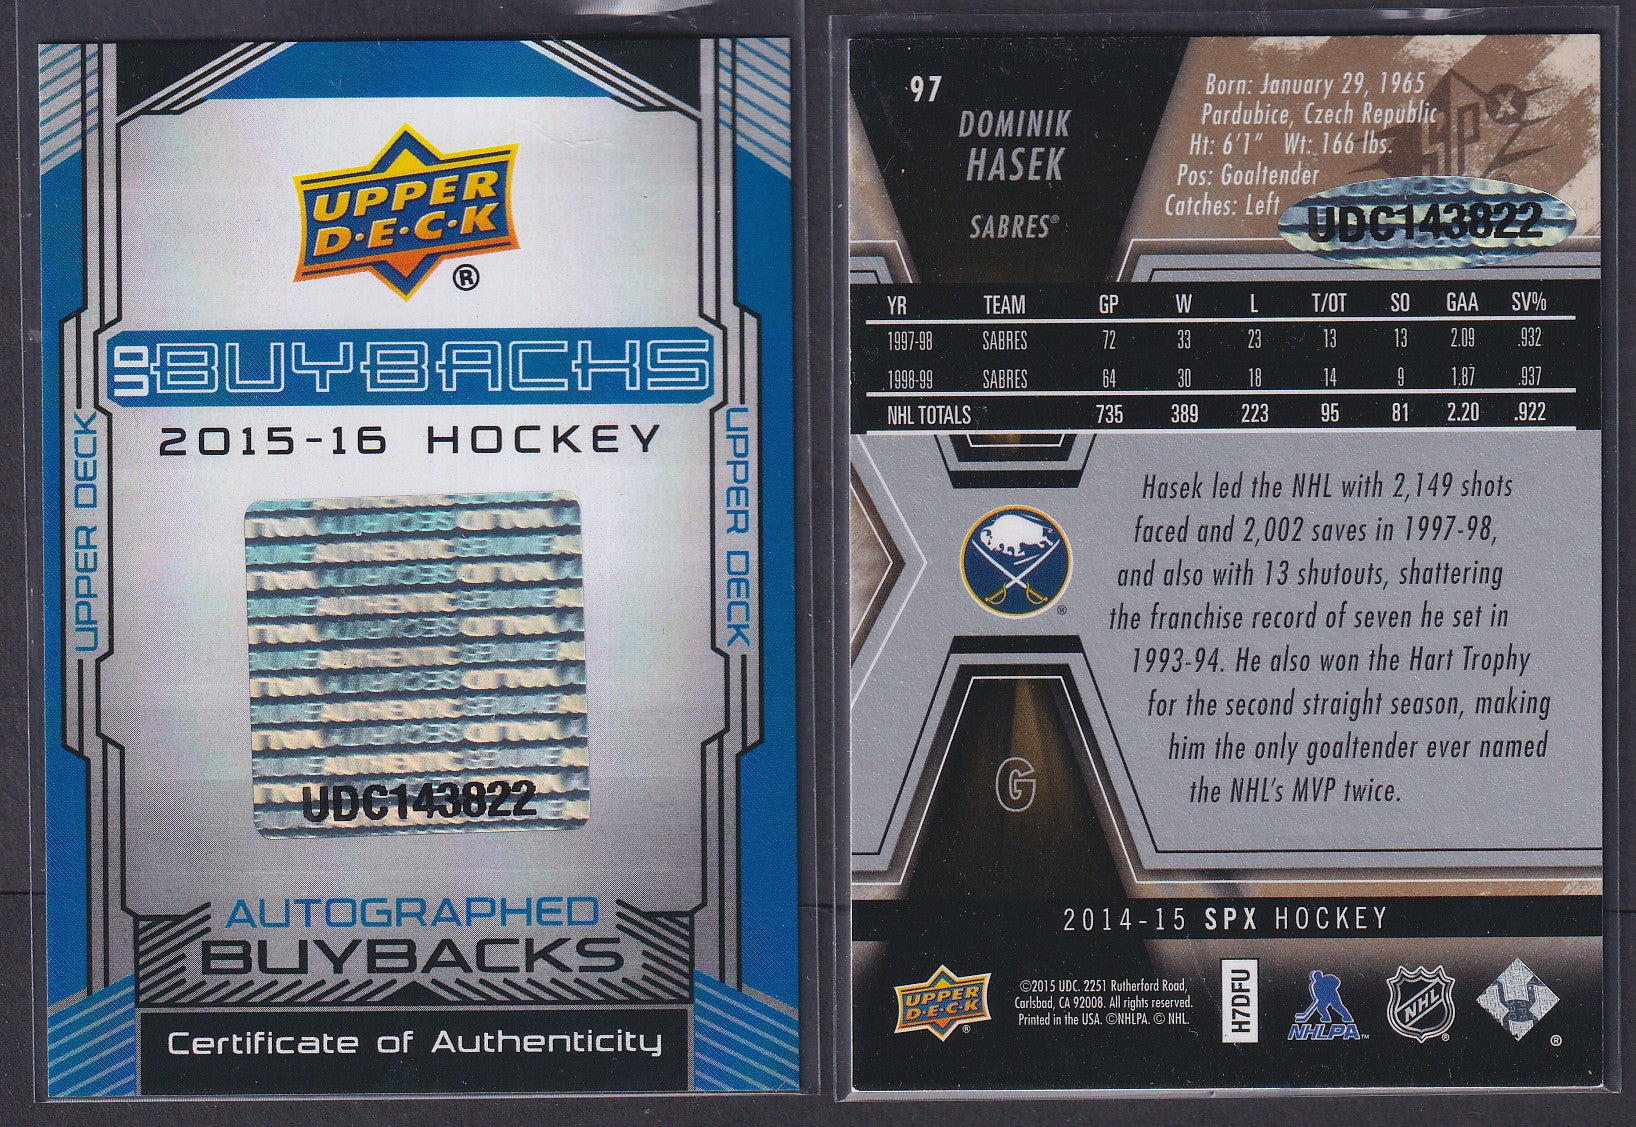 UPPER
D·E·C·K
®
UD BUYBACKS
2015-16 HOCKEY
UPPER DECK
UPPER DECK
UDC143822
AUTOGRAPHED
BUYBACKS
Certificate of Authenticity
97
DOMINIK
HASEK
SABRES®
Born: January 29, 1965
Pardubice, Czech Republic
Ht: 6'1" Wt: 166 lbs.
Pos: Goaltender
Catches: Left
SPx
UDC143822
YR TEAM GP W L T/OT SO GAA SV%
1997-98 SABRES 72 33 23 13 13 2.09 .932
1998-99 SABRES 64 30 18 14 9 1.87 .937
NHL TOTALS 735 389 223 95 81 2.20 .922
Hasek led the NHL with 2,149 shots
faced and 2,002 saves in 1997-98,
and also with 13 shutouts, shattering
the franchise record of seven he set in
1993-94. He also won the Hart Trophy
for the second straight season, making
him the only goaltender ever named
the NHL's MVP twice.
®
G
2014-15 SPX HOCKEY
UPPER
D·E·C·K
®
©2015 UDC. 2251 Rutherford Road,
Carlsbad, CA 92008. All rights reserved.
Printed in the USA. ©NHLPA. © NHL.
H7DFU
NHLPA™
NHL
®
®